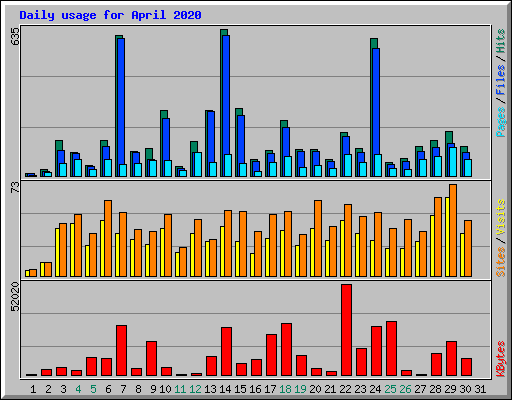 Daily usage for April 2020
635
Pages / Files / Hits
73
Sites / Visits
52020
KBytes
1 2 3 4 5 6 7 8 9 10 11 12 13 14 15 16 17 18 19 20 21 22 23 24 25 26 27 28 29 30 31